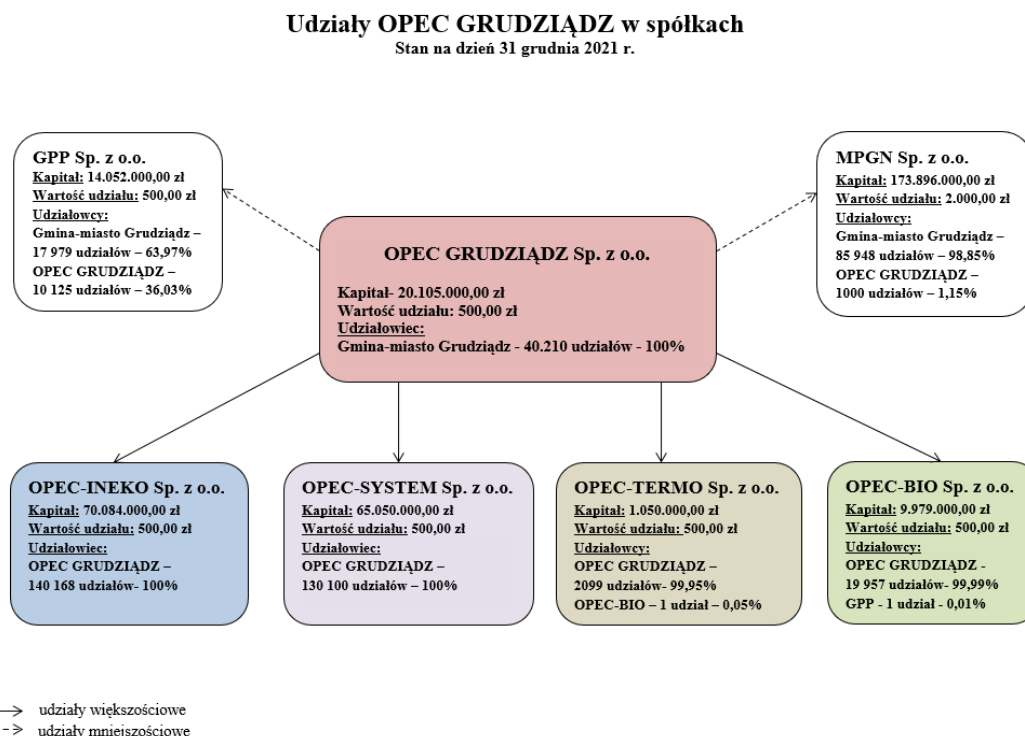 Udziały OPEC GRUDZIĄDZ w spółkach
Stan na dzień 31 grudnia 2021 r.
GPP Sp. z o.o.
Kapitał: 14.052.000,00 zł
Wartość udziału: 500,00 zł
Udziałowcy:
Gmina-miasto Grudziądz –
17 979 udziałów – 63,97%
OPEC GRUDZIĄDZ –
10 125 udziałów – 36,03%
MPGN Sp. z o.o.
Kapitał: 173.896.000,00 zł
Wartość udziału: 2.000,00 zł
Udziałowcy:
Gmina-miasto Grudziądz –
85 948 udziałów – 98,85%
OPEC GRUDZIĄDZ –
1000 udziałów – 1,15%
OPEC GRUDZIĄDZ Sp. z o.o.
Kapitał- 20.105.000,00 zł
Wartość udziału: 500,00 zł
Udziałowiec:
Gmina-miasto Grudziądz - 40.210 udziałów - 100%
OPEC-INEKO Sp. z o.o.
Kapitał: 70.084.000,00 zł
Wartość udziału: 500,00 zł
Udziałowiec:
OPEC GRUDZIĄDZ –
140 168 udziałów- 100%
OPEC-SYSTEM Sp. z o.o.
Kapitał: 65.050.000,00 zł
Wartość udziału: 500,00 zł
Udziałowiec:
OPEC GRUDZIĄDZ –
130 100 udziałów – 100%
OPEC-TERMO Sp. z o.o.
Kapitał: 1.050.000,00 zł
Wartość udziału: 500,00 zł
Udziałowcy:
OPEC GRUDZIĄDZ –
2099 udziałów- 99,95%
OPEC-BIO – 1 udział – 0,05%
OPEC-BIO Sp. z o.o.
Kapitał: 9.979.000,00 zł
Wartość udziału: 500,00 zł
Udziałowcy:
OPEC GRUDZIĄDZ -
19 957 udziałów- 99,99%
GPP - 1 udział - 0,01%
udziały większościowe
udziały mniejszościowe